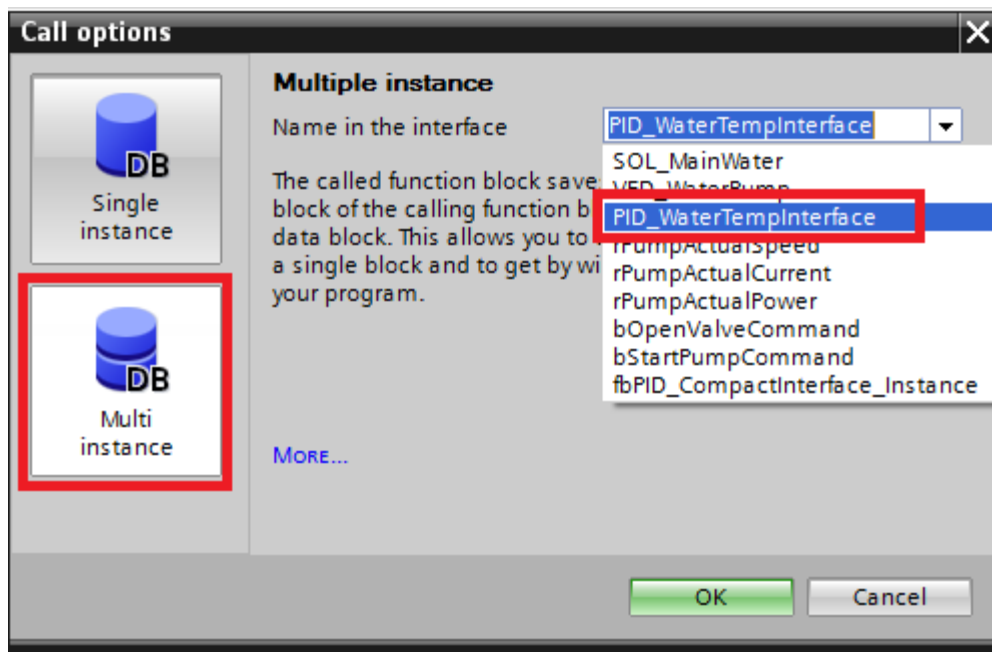 Call options
DB
Single
instance
DB
Multi
instance
Multiple instance
Name in the interface
PID_WaterTempInterface
The called function block save
block of the calling function b
data block. This allows you to
a single block and to get by wi
your program.
SOL_MainWater
VFD_WaterPump
PID_WaterTempInterface
rPumpActualSpeed
rPumpActualCurrent
rPumpActualPower
bOpenValveCommand
bStartPumpCommand
fbPID_CompactInterface_Instance
MORE...
OK
Cancel